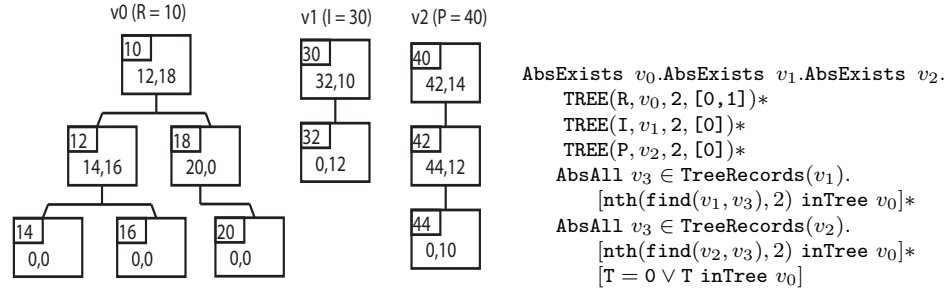 v0 (R = 10)
10
12,18
12
14,16
18
20,0
14
0,0
16
0,0
20
0,0
v1 (I = 30)
30
32,10
32
0,12
v2 (P = 40)
40
42,14
42
44,12
44
0,10
AbsExists v₀.AbsExists v₁.AbsExists v₂.
TREE(R, v₀, 2, [0,1])∗
TREE(I, v₁, 2, [0])∗
TREE(P, v₂, 2, [0])∗
AbsAll v₃ ∈ TreeRecords(v₁).
[nth(find(v₁, v₃), 2) inTree v₀]∗
AbsAll v₃ ∈ TreeRecords(v₂).
[nth(find(v₂, v₃), 2) inTree v₀]∗
[T = 0 ∨ T inTree v₀]